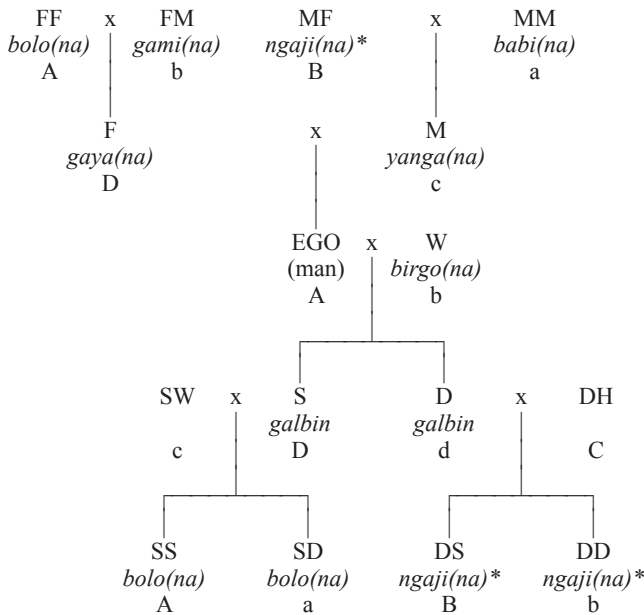 FF x FM MF x MM
bolo(na) gami(na) ngaji(na)* babi(na)
A b B a
F x M
gaya(na) yanga(na)
D c
EGO x W
(man) birgo(na)
A b
SW x S D x DH
galbin galbin
c D d C
SS SD DS DD
bolo(na) bolo(na) ngaji(na)* ngaji(na)*
A a B b